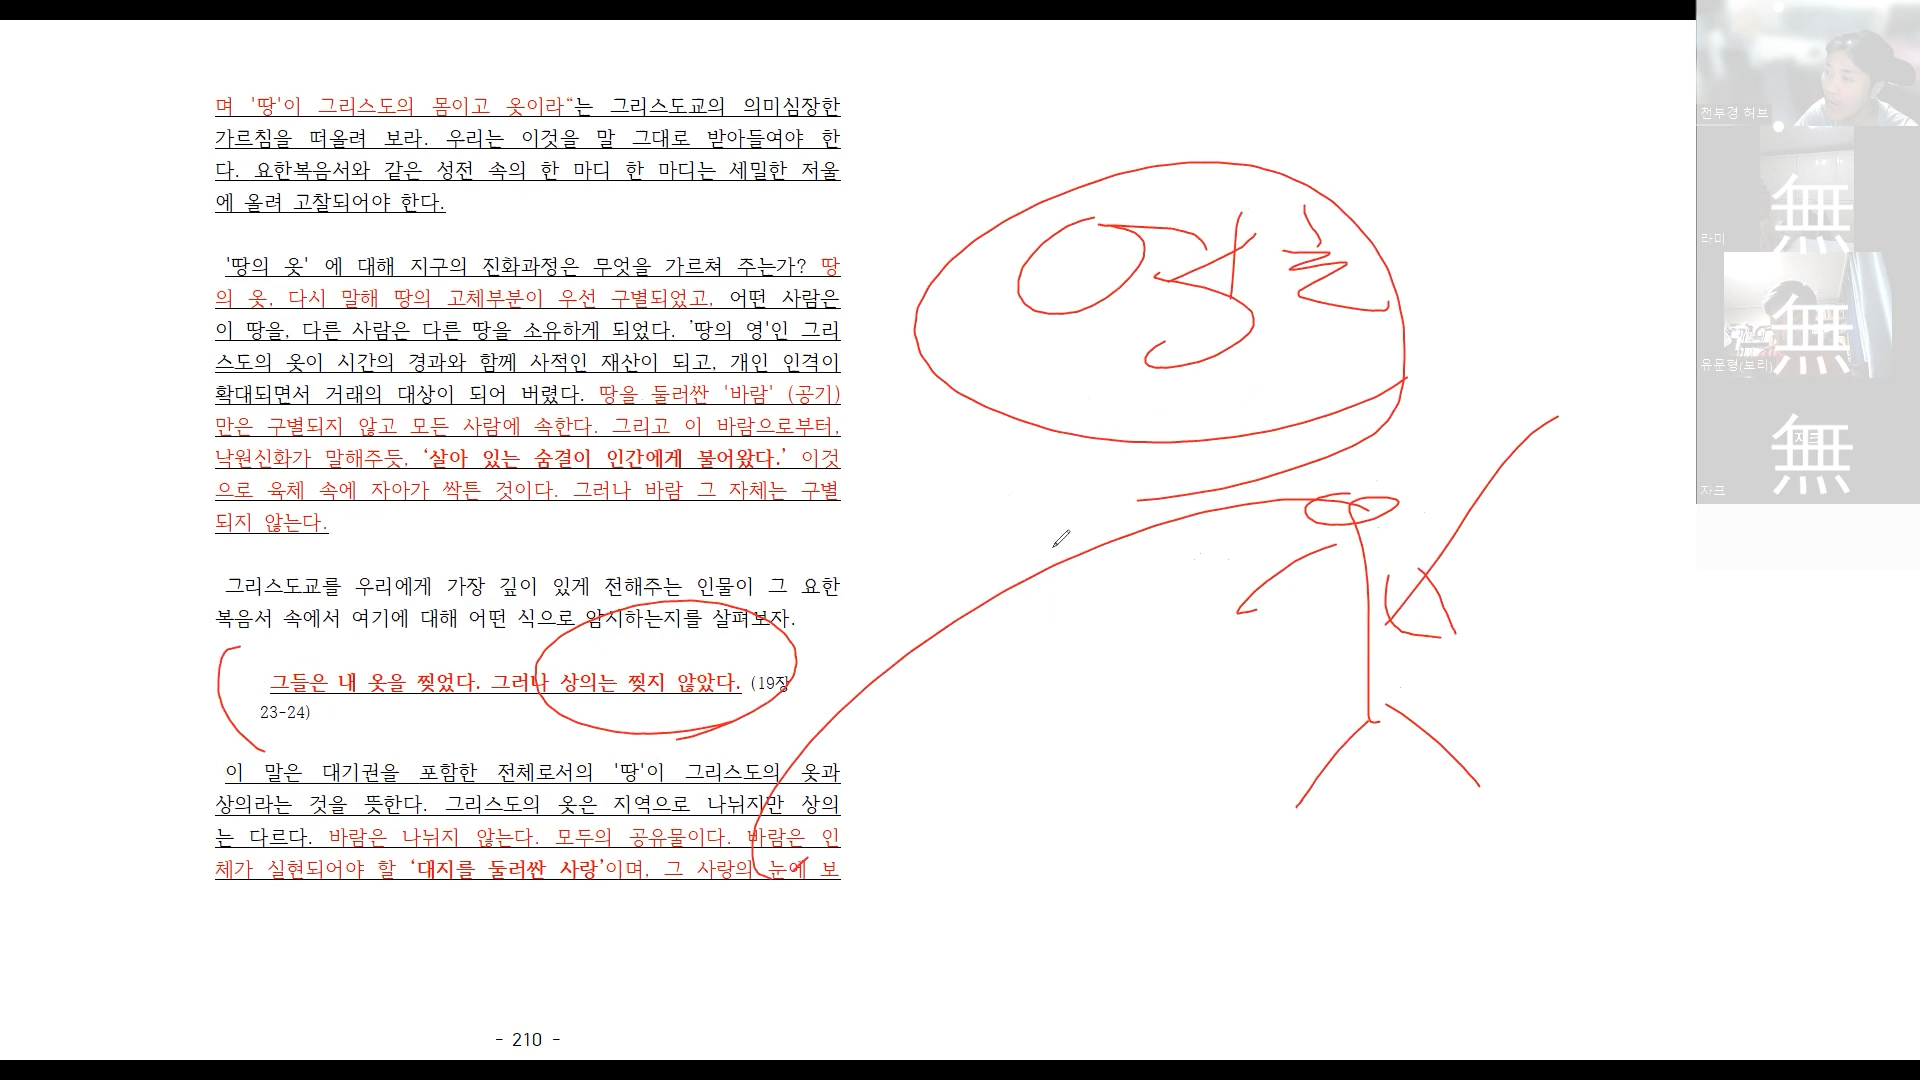 며 '땅'이 그리스도의 몸이고 옷이라“는 그리스도교의 의미심장한
가르침을 떠올려 보라. 우리는 이것을 말 그대로 받아들여야 한
다. 요한복음서와 같은 성전 속의 한 마디 한 마디는 세밀한 저울
에 올려 고찰되어야 한다.
'땅의 옷' 에 대해 지구의 진화과정은 무엇을 가르쳐 주는가? 땅
의 옷, 다시 말해 땅의 고체부분이 우선 구별되었고, 어떤 사람은
이 땅을, 다른 사람은 다른 땅을 소유하게 되었다. ’땅의 영'인 그리
스도의 옷이 시간의 경과와 함께 사적인 재산이 되고, 개인 인격이
확대되면서 거래의 대상이 되어 버렸다. 땅을 둘러싼 '바람' (공기)
만은 구별되지 않고 모든 사람에 속한다. 그리고 이 바람으로부터,
낙원신화가 말해주듯, ‘살아 있는 숨결이 인간에게 불어왔다.’ 이것
으로 육체 속에 자아가 싹튼 것이다. 그러나 바람 그 자체는 구별
되지 않는다.
그리스도교를 우리에게 가장 깊이 있게 전해주는 인물이 그 요한
복음서 속에서 여기에 대해 어떤 식으로 암시하는지를 살펴보자.
그들은 내 옷을 찢었다. 그러나 상의는 찢지 않았다. (19장
23-24)
이 말은 대기권을 포함한 전체로서의 '땅'이 그리스도의 옷과
상의라는 것을 뜻한다. 그리스도의 옷은 지역으로 나뉘지만 상의
는 다르다. 바람은 나뉘지 않는다. 모두의 공유물이다. 바람은 인
체가 실현되어야 할 ‘대지를 둘러싼 사랑’이며, 그 사랑의 눈에 보
- 210 -
천부경 허브
無
라미
無
유문형(보리)
無
자크
자크